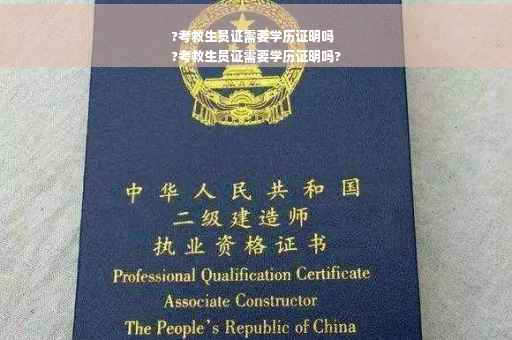 ?考救生员证需要学历证明吗
?考救生员证需要学历证明吗?
中华人民共和国
二级建造师
执业资格证书
Professional Qualification Certificate
Associate Constructor
The People's Republic of China